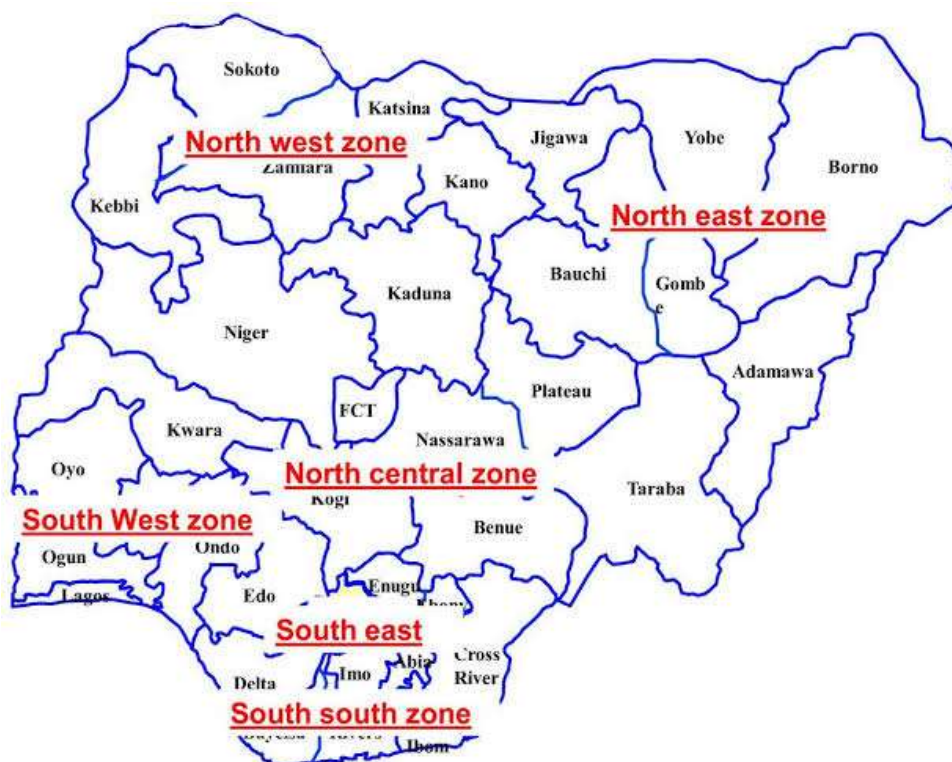 Sokoto
Katsina
North west zone
Jigawa
Yobe
Zamfara
Kano
Borno
Kebbi
North east zone
Bauchi
Gomb
e
Kaduna
Niger
Adamawa
Plateau
FCT
Kwara
Nassarawa
Oyo
North central zone
Kogi
Taraba
South West zone
Benue
Ondo
Ogun
Enugu
Lagos
Edo
South east
Abia
Cross
River
Imo
Delta
South south zone
Ibom